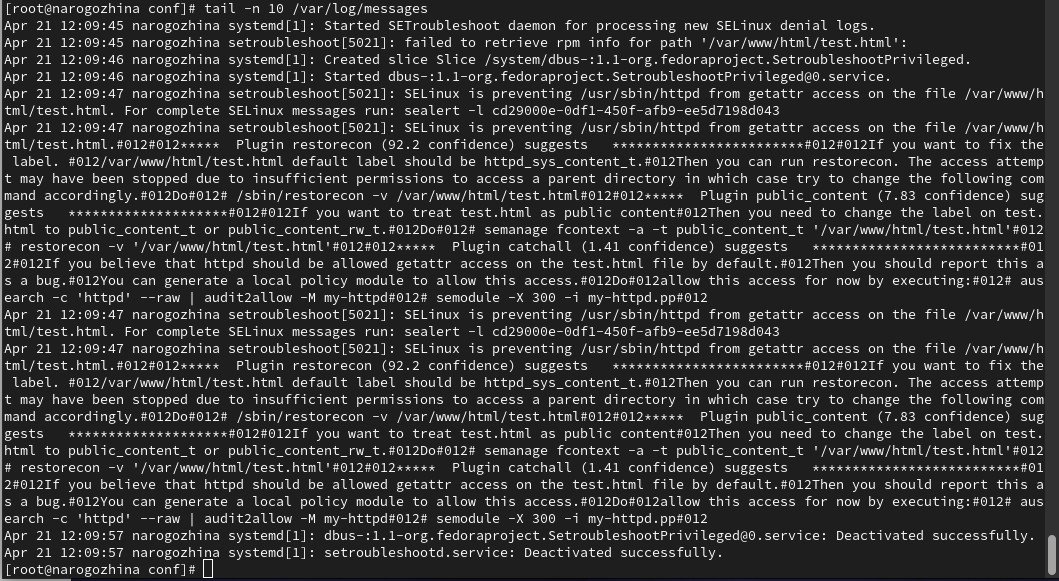 [root@narogozhina conf]# tail -n 10 /var/log/messages
Apr 21 12:09:45 narogozhina systemd[1]: Started SETroubleshoot daemon for processing new SELinux denial logs.
Apr 21 12:09:45 narogozhina setroubleshoot[5021]: failed to retrieve rpm info for path '/var/www/html/test.html':
Apr 21 12:09:46 narogozhina systemd[1]: Created slice Slice /system/dbus-:1.1-org.fedoraproject.SetroubleshootPrivileged.
Apr 21 12:09:46 narogozhina systemd[1]: Started dbus-:1.1-org.fedoraproject.SetroubleshootPrivileged@0.service.
Apr 21 12:09:47 narogozhina setroubleshoot[5021]: SELinux is preventing /usr/sbin/httpd from getattr access on the file /var/www/h
tml/test.html. For complete SELinux messages run: sealert -l cd29000e-0df1-450f-afb9-ee5d7198d043
Apr 21 12:09:47 narogozhina setroubleshoot[5021]: SELinux is preventing /usr/sbin/httpd from getattr access on the file /var/www/h
tml/test.html.#012#012*****  Plugin restorecon (92.2 confidence) suggests   ************************#012#012If you want to fix the
 label. #012/var/www/html/test.html default label should be httpd_sys_content_t.#012Then you can run restorecon. The access attemp
t may have been stopped due to insufficient permissions to access a parent directory in which case try to change the following com
mand accordingly.#012Do#012# /sbin/restorecon -v /var/www/html/test.html#012#012*****  Plugin public_content (7.83 confidence) sug
gests   ********************#012#012If you want to treat test.html as public content#012Then you need to change the label on test.
html to public_content_t or public_content_rw_t.#012Do#012# semanage fcontext -a -t public_content_t '/var/www/html/test.html'#012
# restorecon -v '/var/www/html/test.html'#012#012*****  Plugin catchall (1.41 confidence) suggests   **************************#01
2#012If you believe that httpd should be allowed getattr access on the test.html file by default.#012Then you should report this a
s a bug.#012You can generate a local policy module to allow this access.#012Do#012allow this access for now by executing:#012# aus
earch -c 'httpd' --raw | audit2allow -M my-httpd#012# semodule -X 300 -i my-httpd.pp#012
Apr 21 12:09:47 narogozhina setroubleshoot[5021]: SELinux is preventing /usr/sbin/httpd from getattr access on the file /var/www/h
tml/test.html. For complete SELinux messages run: sealert -l cd29000e-0df1-450f-afb9-ee5d7198d043
Apr 21 12:09:47 narogozhina setroubleshoot[5021]: SELinux is preventing /usr/sbin/httpd from getattr access on the file /var/www/h
tml/test.html.#012#012*****  Plugin restorecon (92.2 confidence) suggests   ************************#012#012If you want to fix the
 label. #012/var/www/html/test.html default label should be httpd_sys_content_t.#012Then you can run restorecon. The access attemp
t may have been stopped due to insufficient permissions to access a parent directory in which case try to change the following com
mand accordingly.#012Do#012# /sbin/restorecon -v /var/www/html/test.html#012#012*****  Plugin public_content (7.83 confidence) sug
gests   ********************#012#012If you want to treat test.html as public content#012Then you need to change the label on test.
html to public_content_t or public_content_rw_t.#012Do#012# semanage fcontext -a -t public_content_t '/var/www/html/test.html'#012
# restorecon -v '/var/www/html/test.html'#012#012*****  Plugin catchall (1.41 confidence) suggests   **************************#01
2#012If you believe that httpd should be allowed getattr access on the test.html file by default.#012Then you should report this a
s a bug.#012You can generate a local policy module to allow this access.#012Do#012allow this access for now by executing:#012# aus
earch -c 'httpd' --raw | audit2allow -M my-httpd#012# semodule -X 300 -i my-httpd.pp#012
Apr 21 12:09:57 narogozhina systemd[1]: dbus-:1.1-org.fedoraproject.SetroubleshootPrivileged@0.service: Deactivated successfully.
Apr 21 12:09:57 narogozhina systemd[1]: setroubleshootd.service: Deactivated successfully.
[root@narogozhina conf]#